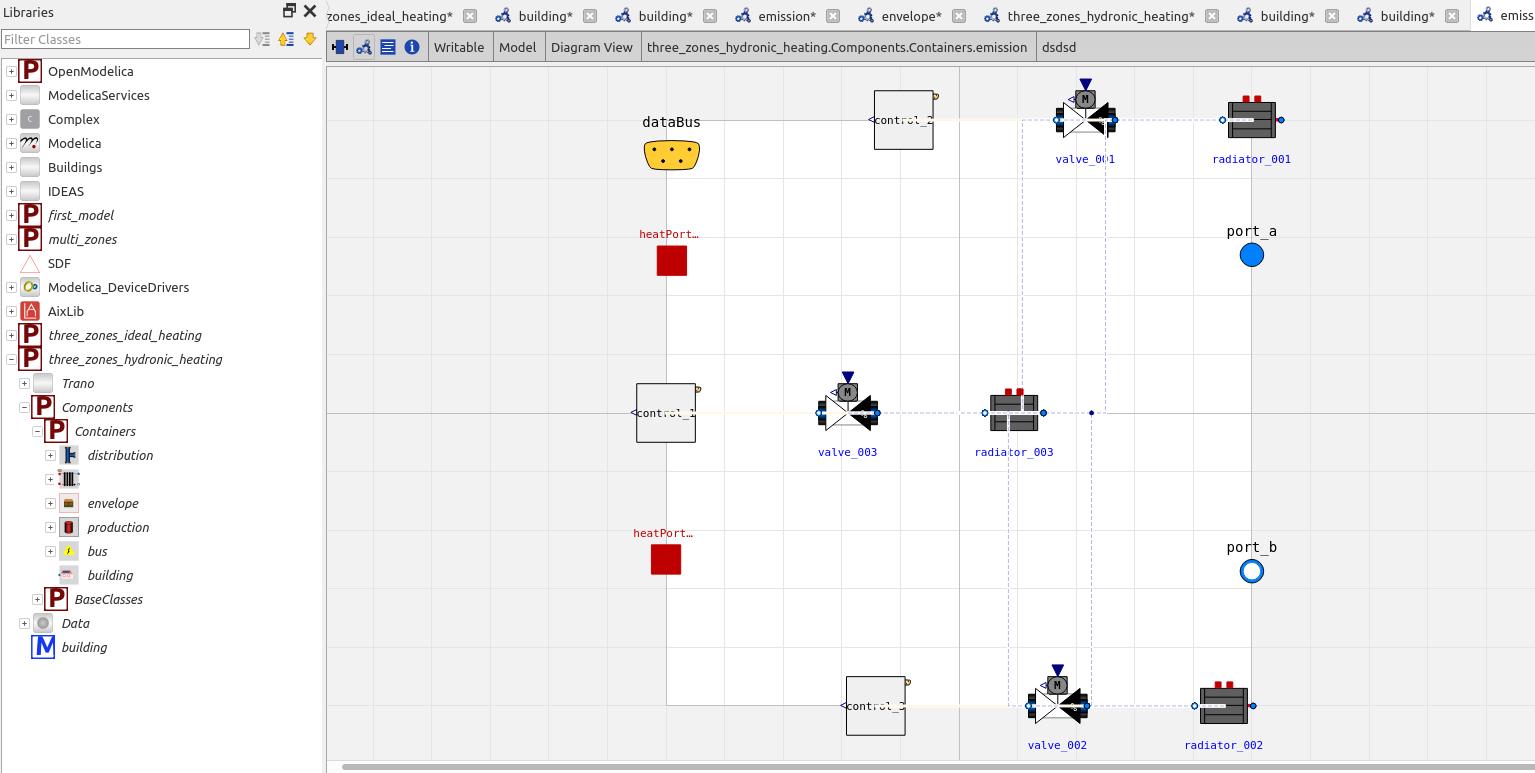 Libraries
Filter Classes
OpenModelica
ModelicaServices
C
Complex
Modelica
Buildings
IDEAS
P
first_model
P
multi_zones
SDF
Modelica_DeviceDrivers
AixLib
P
three_zones_ideal_heating
P
three_zones_hydronic_heating
Trano
P
Components
P
Containers
distribution
envelope
production
bus
building
P
BaseClasses
Data
M
building
zones_ideal_heating*
building*
building*
emission*
envelope*
three_zones_hydronic_heating*
building*
building*
emiss
Writable
Model
Diagram View
three_zones_hydronic_heating.Components.Containers.emission
dsdsd
dataBus
control_2
M
valve_001
radiator_001
heatPort…
port_a
control_1
M
valve_003
radiator_003
heatPort…
port_b
control_3
M
valve_002
radiator_002